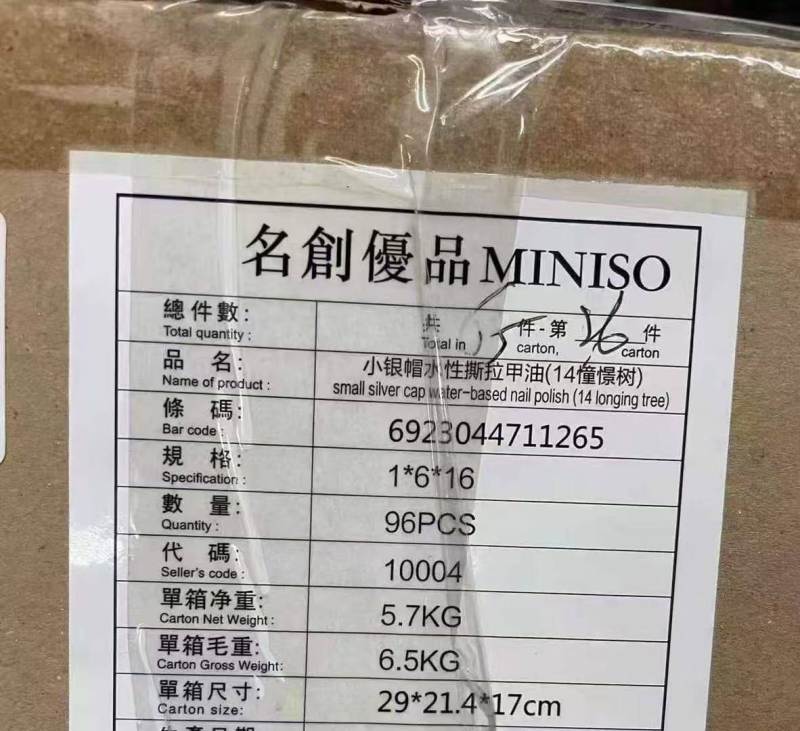 名創優品MINISO
總件數: 共 件-第 件
Total quantity: Total in carton, carton
品 名: 小银帽水性撕拉甲油(14憧憬树)
Name of product: small silver cap water-based nail polish (14 longing tree)
條 碼: 6923044711265
Bar code:
規 格: 1*6*16
Specification:
數 量: 96PCS
Quantity:
代 碼: 10004
Seller's code:
單箱净重: 5.7KG
Carton Net Weight:
單箱毛重: 6.5KG
Carton Gross Weight:
單箱尺寸: 29*21.4*17cm
Carton size: